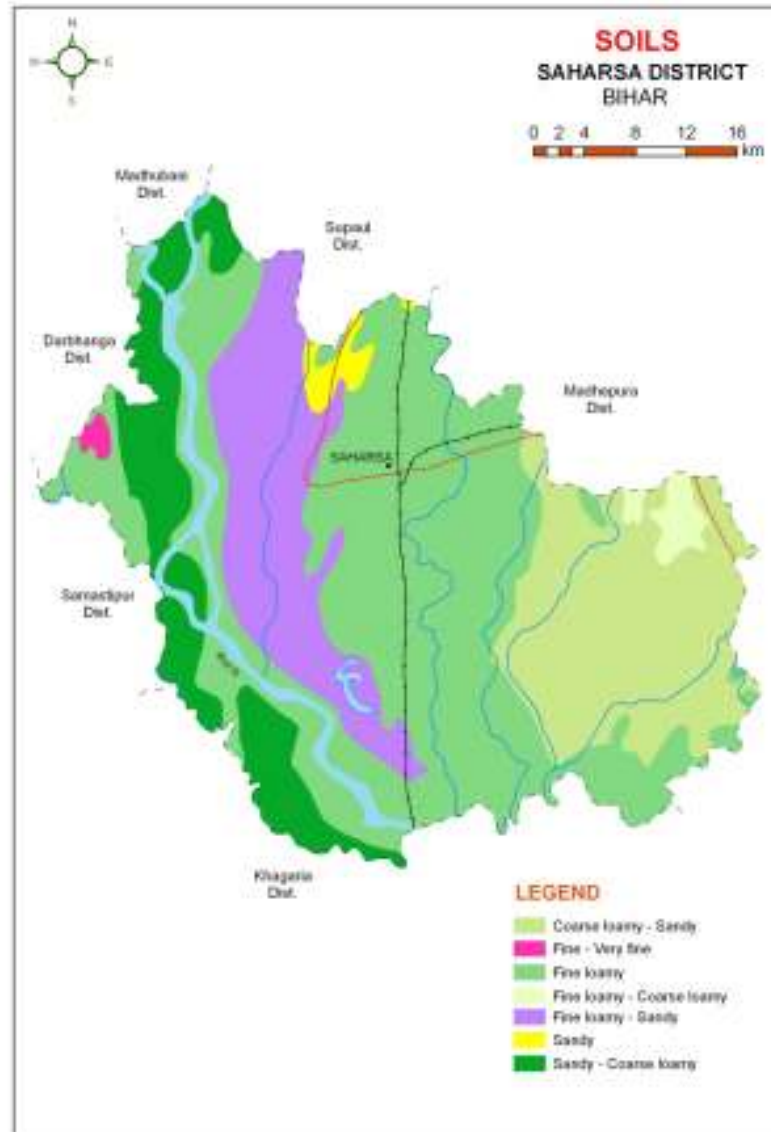 N
E
S
SOILS
SAHARSA DISTRICT
BIHAR
0 2 4 8 12 16
km
Madhubani
Dist.
Supaul
Dist.
Darbhanga
Dist.
Madhepura
Dist.
SAHARSA
Samastipur
Dist.
Khagaria
Dist.
LEGEND
Coarse loamy - Sandy
Fine - Very fine
Fine loamy
Fine loamy - Coarse loamy
Fine loamy - Sandy
Sandy
Sandy - Coarse loamy